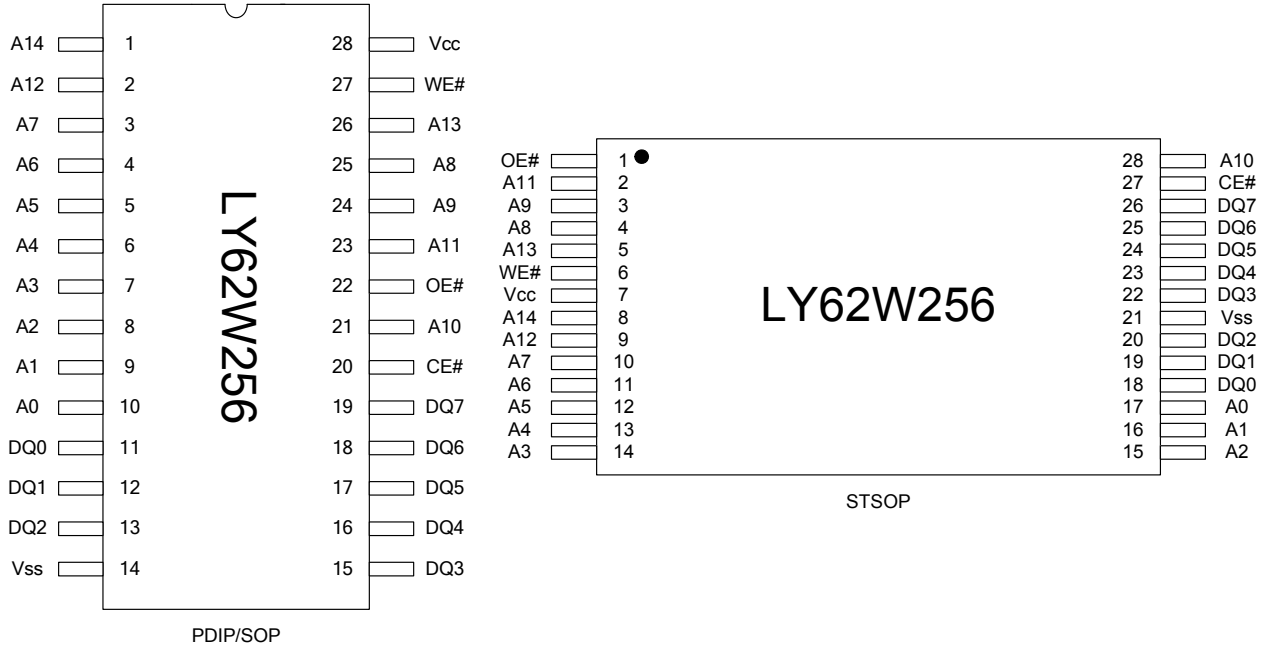 A14 1 28 Vcc
A12 2 27 WE#
A7 3 26 A13
A6 4 25 A8
A5 5 24 A9
A4 6 23 A11
A3 7 22 OE#
A2 8 21 A10
A1 9 20 CE#
A0 10 19 DQ7
DQ0 11 18 DQ6
DQ1 12 17 DQ5
DQ2 13 16 DQ4
Vss 14 15 DQ3
LY62W256
PDIP/SOP
OE# 1 28 A10
A11 2 27 CE#
A9 3 26 DQ7
A8 4 25 DQ6
A13 5 24 DQ5
WE# 6 23 DQ4
Vcc 7 22 DQ3
A14 8 21 Vss
A12 9 20 DQ2
A7 10 19 DQ1
A6 11 18 DQ0
A5 12 17 A0
A4 13 16 A1
A3 14 15 A2
LY62W256
STSOP